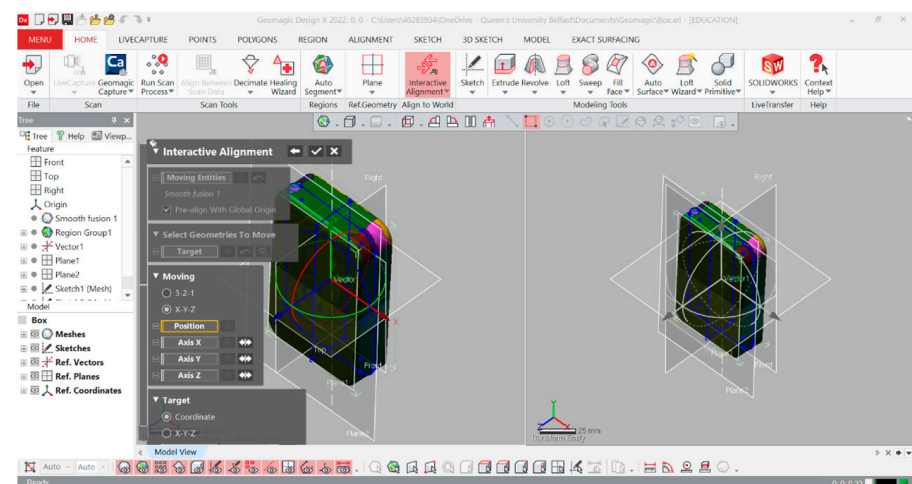 Geomagic Design X 2022. 0. 0 - C:\Users\40283934\OneDrive - Queen's University Belfast\Documents\Geomagic\Box.xrl - [EDUCATION]
MENU HOME LIVECAPTURE POINTS POLYGONS REGION ALIGNMENT SKETCH 3D SKETCH MODEL EXACT SURFACING
Open LiveCapture Geomagic Capture Run Scan Process Align Between Scan Data Decimate Healing Wizard Auto Segment Plane Interactive Alignment Sketch Extrude Revolve Loft Sweep Fill Face Auto Surface Loft Wizard Solid Primitive SOLIDWORKS Context Help
File Scan Scan Tools Regions Ref.Geometry Align to World Modeling Tools LiveTransfer Help
Tree
Tree Help Viewp...
Feature
Front
Top
Right
Origin
Smooth fusion 1
Region Group1
Vector1
Plane1
Plane2
Sketch1 (Mesh)
Model
Box
Meshes
Sketches
Ref. Vectors
Ref. Planes
Ref. Coordinates
Interactive Alignment
Moving Entities
Smooth fusion 1
Pre-align With Global Origin
Select Geometries To Move
Target
Moving
3-2-1
X-Y-Z
Position
Axis X
Axis Y
Axis Z
Target
Coordinate
X-Y-Z
Right
Vector
X
Top
Front
Plane1
Plane2
Right
Vector1
Top
Front
Plane2
Y
25 mm
Transform Entity
Model View
Auto Auto
Ready